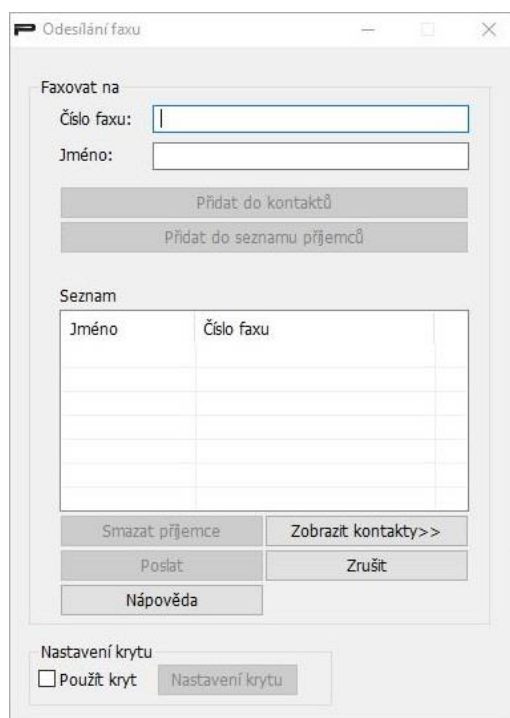 Odesílání faxu
Faxovat na
Číslo faxu:
Jméno:
Přidat do kontaktů
Přidat do seznamu příjemců
Seznam
Jméno Číslo faxu
Smazat příjemce Zobrazit kontakty>>
Poslat Zrušit
Nápověda
Nastavení krytu
Použít kryt Nastavení krytu